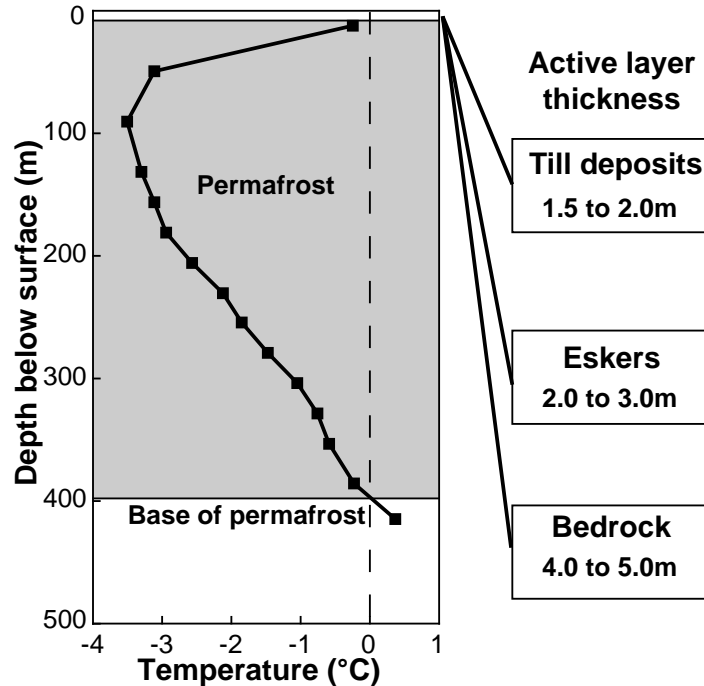 0
100
200
300
400
500
Depth below surface (m)
Permafrost
Base of permafrost
-4 -3 -2 -1 0 1
Temperature (°C)
Active layer
thickness
Till deposits
1.5 to 2.0m
Eskers
2.0 to 3.0m
Bedrock
4.0 to 5.0m